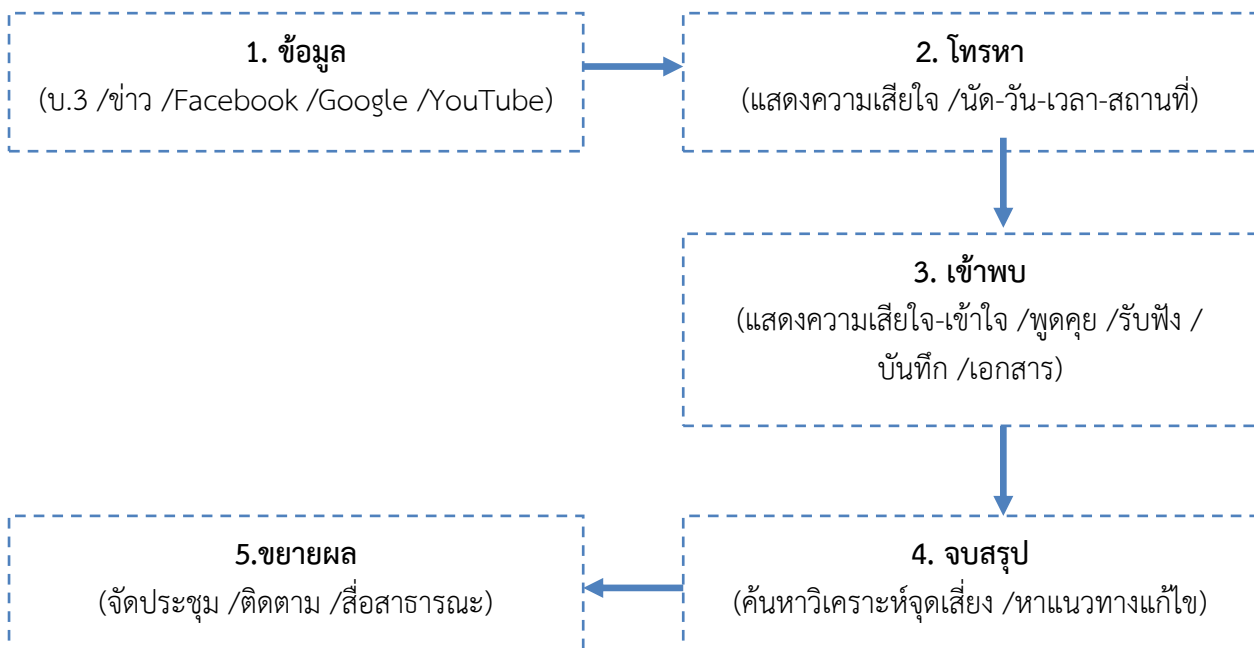 1. ข้อมูล
(บ.3 /ข่าว /Facebook /Google /YouTube)
2. โทรหา
(แสดงความเสียใจ /นัด-วัน-เวลา-สถานที่)
3. เข้าพบ
(แสดงความเสียใจ-เข้าใจ /พูดคุย /รับฟัง /
บันทึก /เอกสาร)
4. จบสรุป
(ค้นหาวิเคราะห์จุดเสี่ยง /หาแนวทางแก้ไข)
5.ขยายผล
(จัดประชุม /ติดตาม /สื่อสาธารณะ)